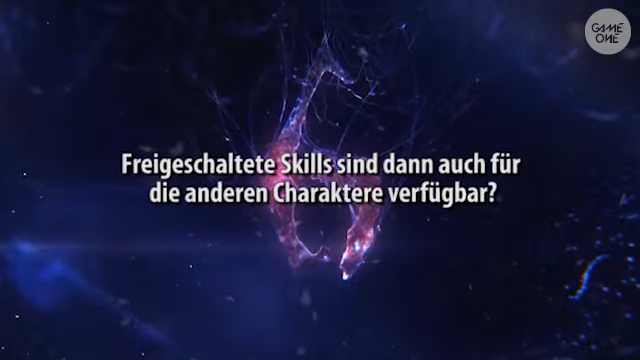 GAME
ONE
Freigeschaltete Skills sind dann auch für
die anderen Charaktere verfügbar?